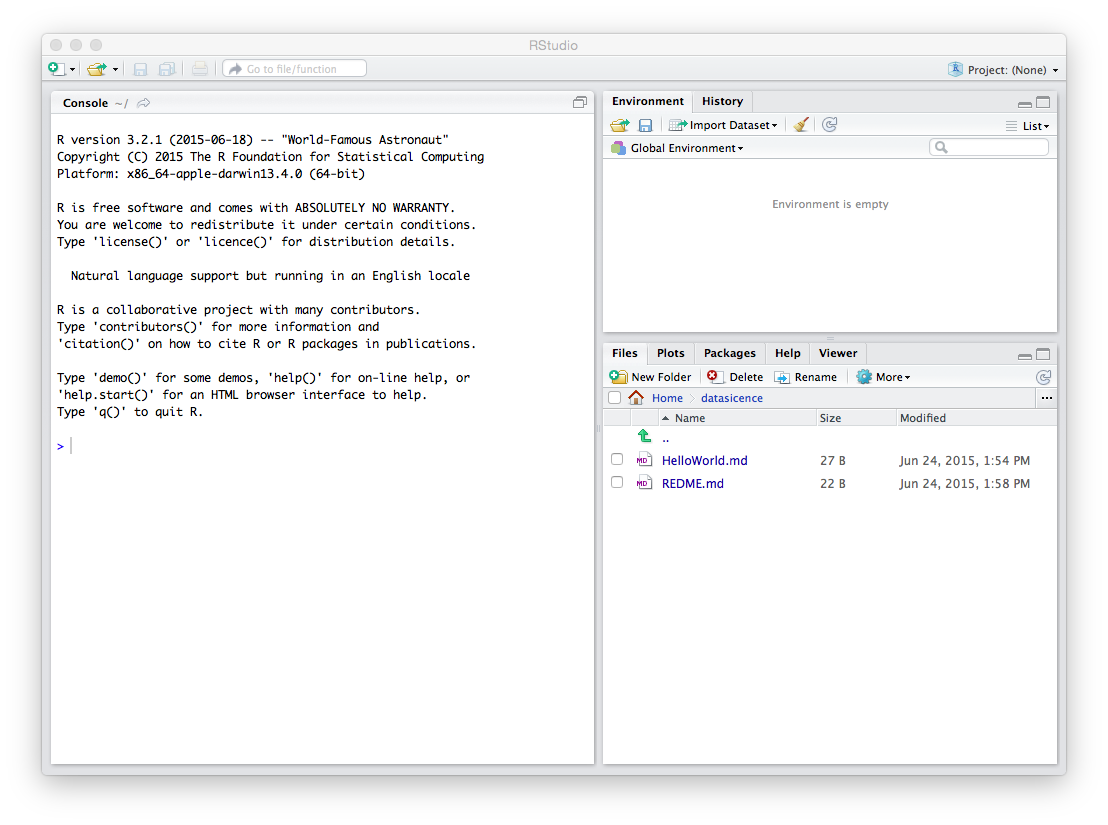 RStudio
Go to file/function
Project: (None)
Console ~/
R version 3.2.1 (2015-06-18) -- "World-Famous Astronaut"
Copyright (C) 2015 The R Foundation for Statistical Computing
Platform: x86_64-apple-darwin13.4.0 (64-bit)
R is free software and comes with ABSOLUTELY NO WARRANTY.
You are welcome to redistribute it under certain conditions.
Type 'license()' or 'licence()' for distribution details.
Natural language support but running in an English locale
R is a collaborative project with many contributors.
Type 'contributors()' for more information and
'citation()' on how to cite R or R packages in publications.
Type 'demo()' for some demos, 'help()' for on-line help, or
'help.start()' for an HTML browser interface to help.
Type 'q()' to quit R.
>
Environment History
Import Dataset List
Global Environment
Environment is empty
Files Plots Packages Help Viewer
New Folder Delete Rename More
Home datasicence ...
Name Size Modified
..
MD HelloWorld.md 27 B Jun 24, 2015, 1:54 PM
MD REDME.md 22 B Jun 24, 2015, 1:58 PM